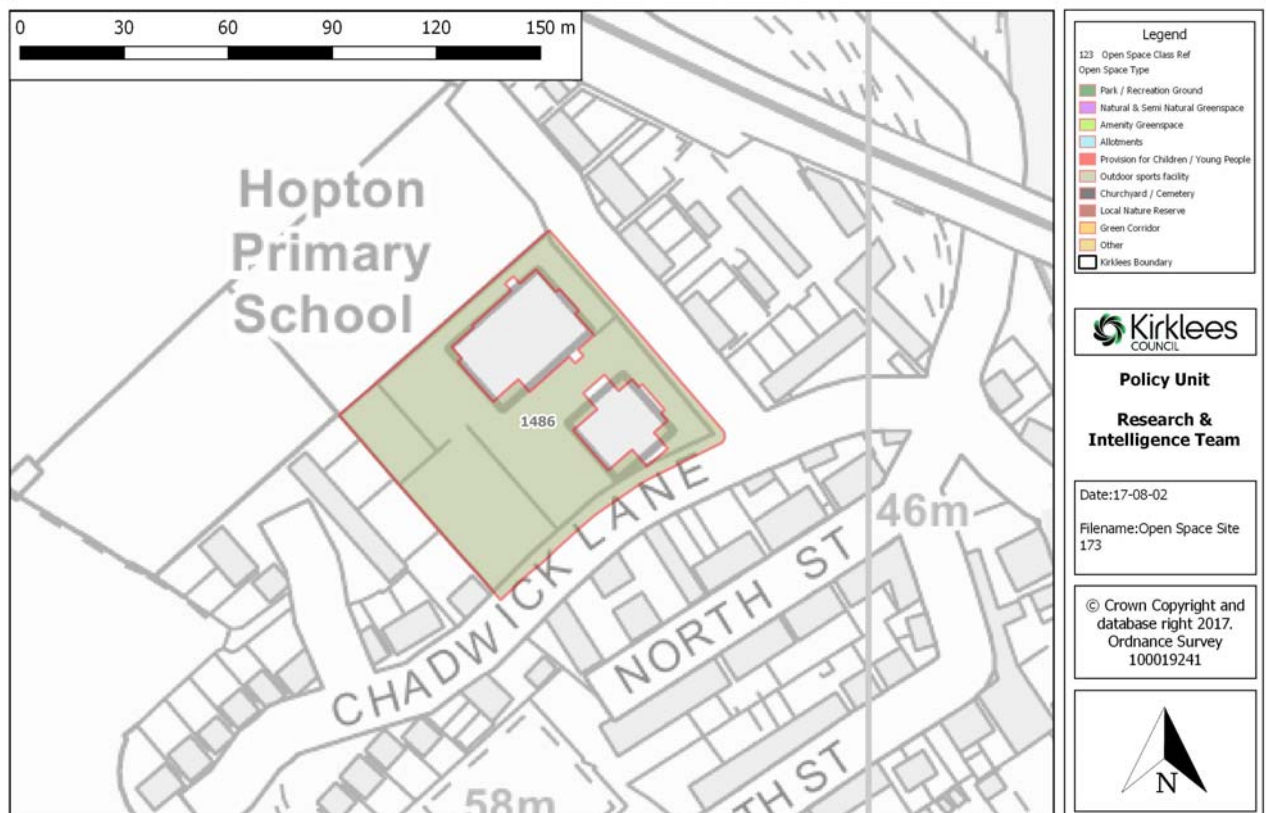 0 30 60 90 120 150 m
Hopton
Primary
School
1486
CHADWICK LANE
NORTH ST
TH ST
46m
58m
Legend
123 Open Space Class Ref
Open Space Type
Park / Recreation Ground
Natural & Semi Natural Greenspace
Amenity Greenspace
Allotments
Provision for Children / Young People
Outdoor sports facility
Churchyard / Cemetery
Local Nature Reserve
Green Corridor
Other
Kirklees Boundary
Kirklees
COUNCIL
Policy Unit
Research &
Intelligence Team
Date:17-08-02
Filename:Open Space Site
173
© Crown Copyright and
database right 2017.
Ordnance Survey
100019241
N